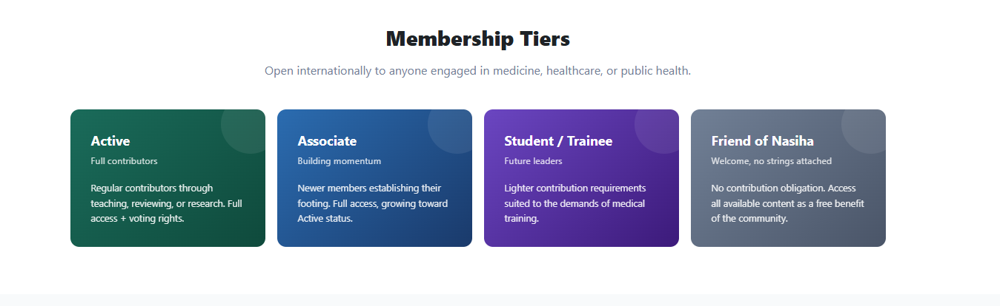 Membership Tiers
Open internationally to anyone engaged in medicine, healthcare, or public health.
Active
Full contributors
Regular contributors through
teaching, reviewing, or research. Full
access + voting rights.
Associate
Building momentum
Newer members establishing their
footing. Full access, growing toward
Active status.
Student / Trainee
Future leaders
Lighter contribution requirements
suited to the demands of medical
training.
Friend of Nasiha
Welcome, no strings attached
No contribution obligation. Access
all available content as a free benefit
of the community.